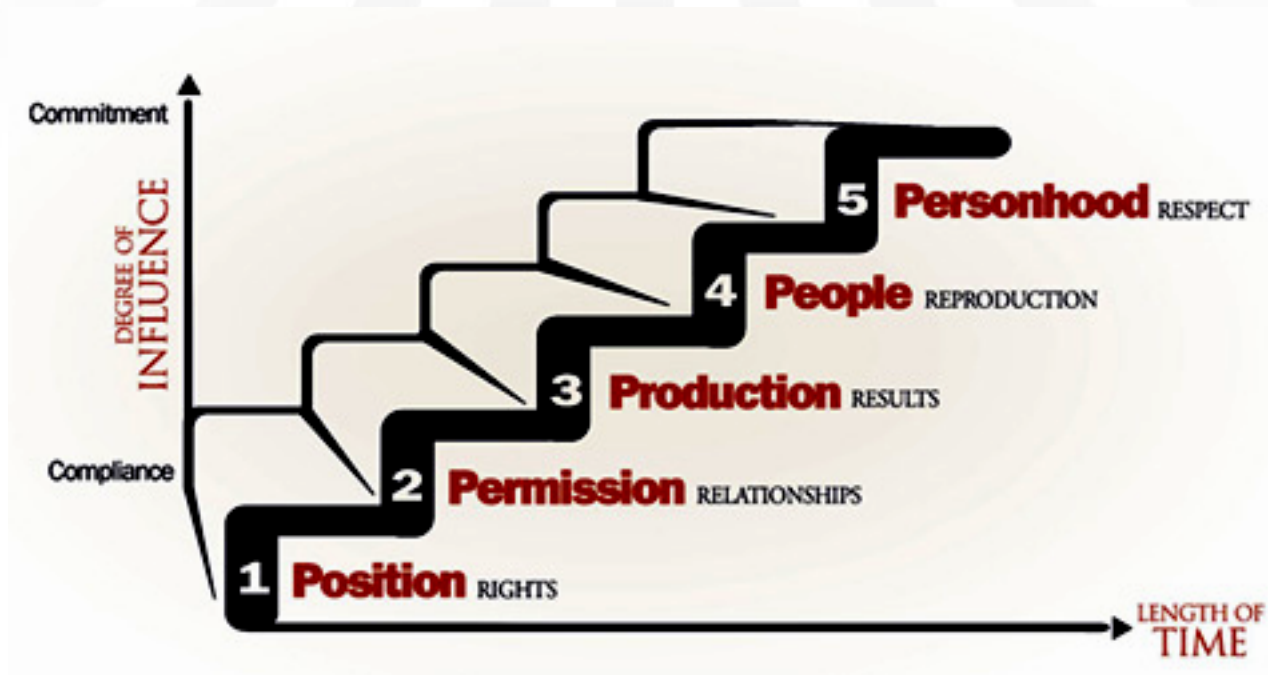 Commitment
DEGREE OF
INFLUENCE
Compliance
5 Personhood RESPECT
4 People REPRODUCTION
3 Production RESULTS
2 Permission RELATIONSHIPS
1 Position RIGHTS
LENGTH OF
TIME